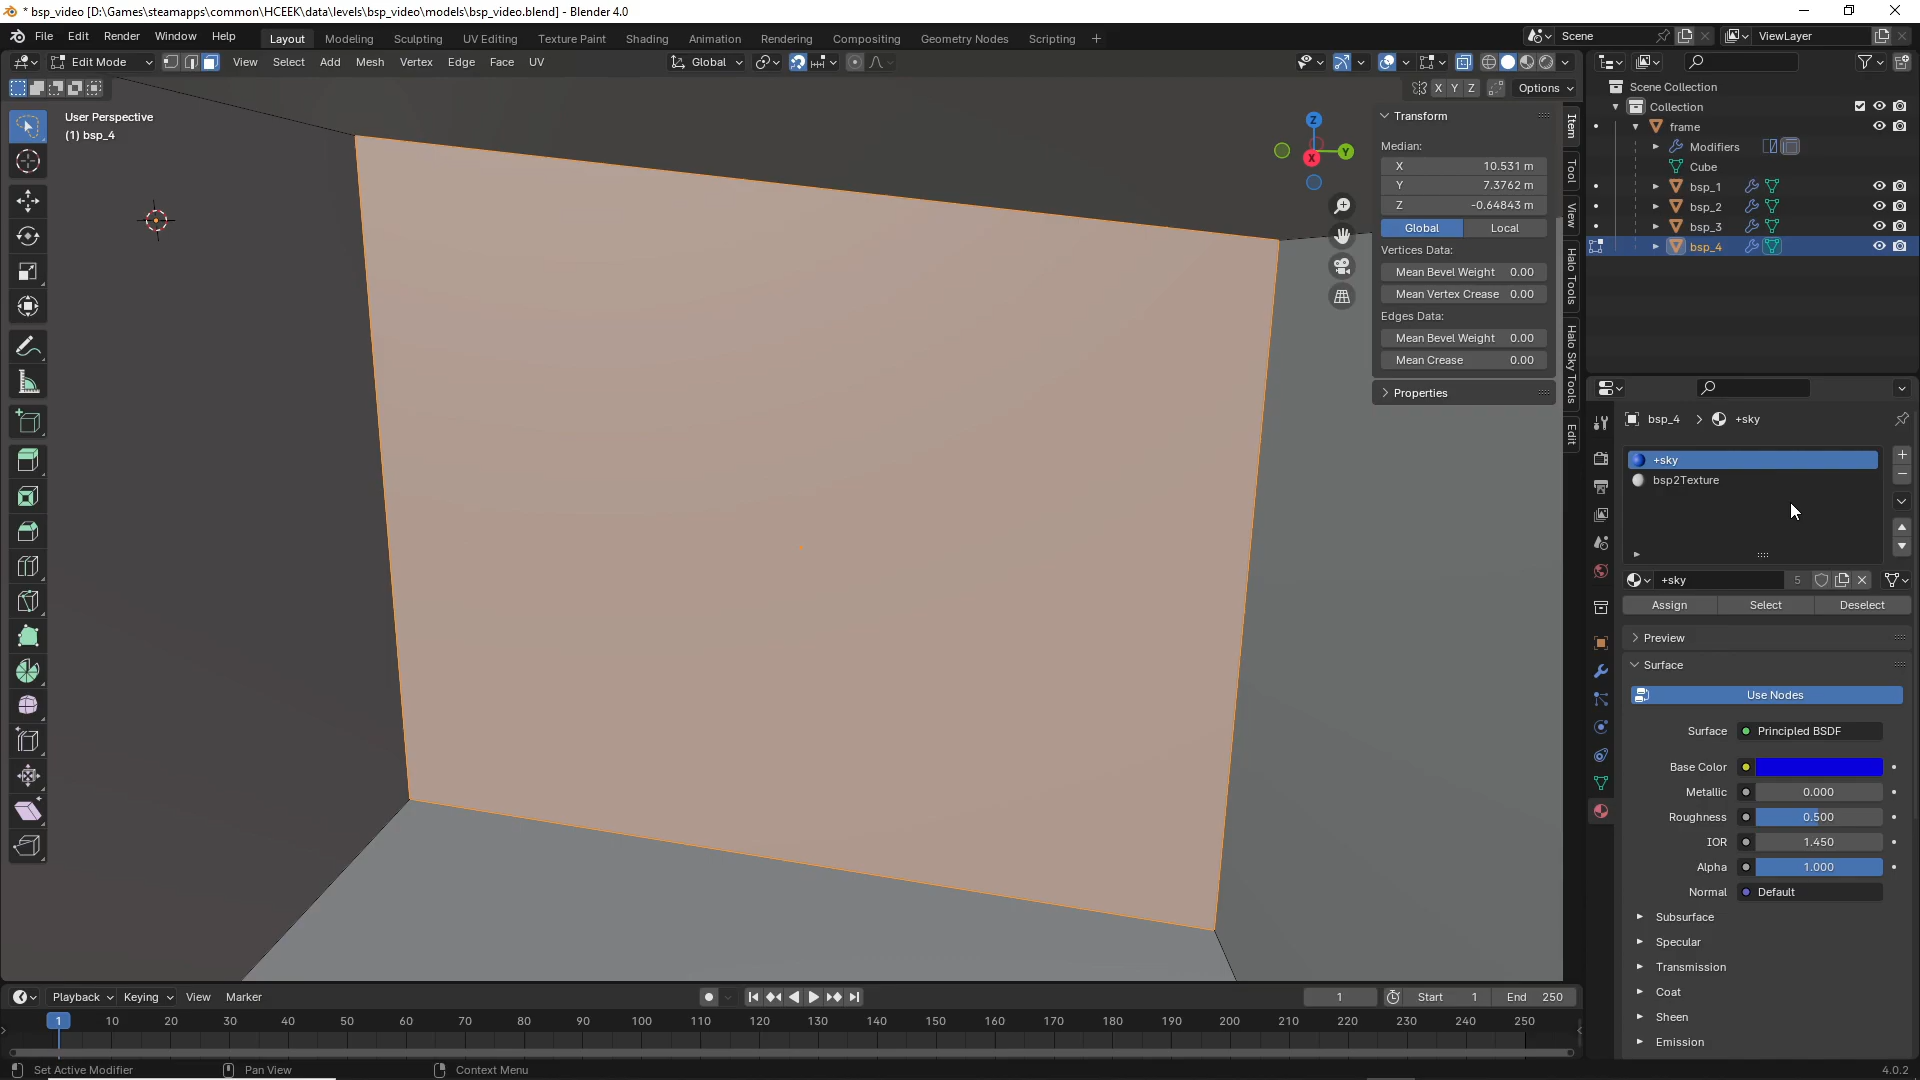 * bsp_video [D:\Games\steamapps\common\HCEEK\data\levels\bsp_video\models\bsp_video.blend] - Blender 4.0
File Edit Render Window Help Layout Modeling Sculpting UV Editing Texture Paint Shading Animation Rendering Compositing Geometry Nodes Scripting + Scene ViewLayer
Edit Mode View Select Add Mesh Vertex Edge Face UV Global
X Y Z Options
User Perspective
(1) bsp_4
Z
Y
X
Transform
Median:
X 10.531 m
Y 7.3762 m
Z -0.64843 m
Global Local
Vertices Data:
Mean Bevel Weight 0.00
Mean Vertex Crease 0.00
Edges Data:
Mean Bevel Weight 0.00
Mean Crease 0.00
Properties
Item
Tool
View
Halo Tools
Halo Sky Tools
Edit
Scene Collection
Collection
frame
Modifiers
Cube
bsp_1
bsp_2
bsp_3
bsp_4
bsp_4 > +sky
+sky
bsp2Texture
+sky 5
Assign Select Deselect
Preview
Surface
Use Nodes
Surface Principled BSDF
Base Color
Metallic 0.000
Roughness 0.500
IOR 1.450
Alpha 1.000
Normal Default
Subsurface
Specular
Transmission
Coat
Sheen
Emission
Playback Keying View Marker 1 Start 1 End 250
1 10 20 30 40 50 60 70 80 90 100 110 120 130 140 150 160 170 180 190 200 210 220 230 240 250
Set Active Modifier Pan View Context Menu 4.0.2